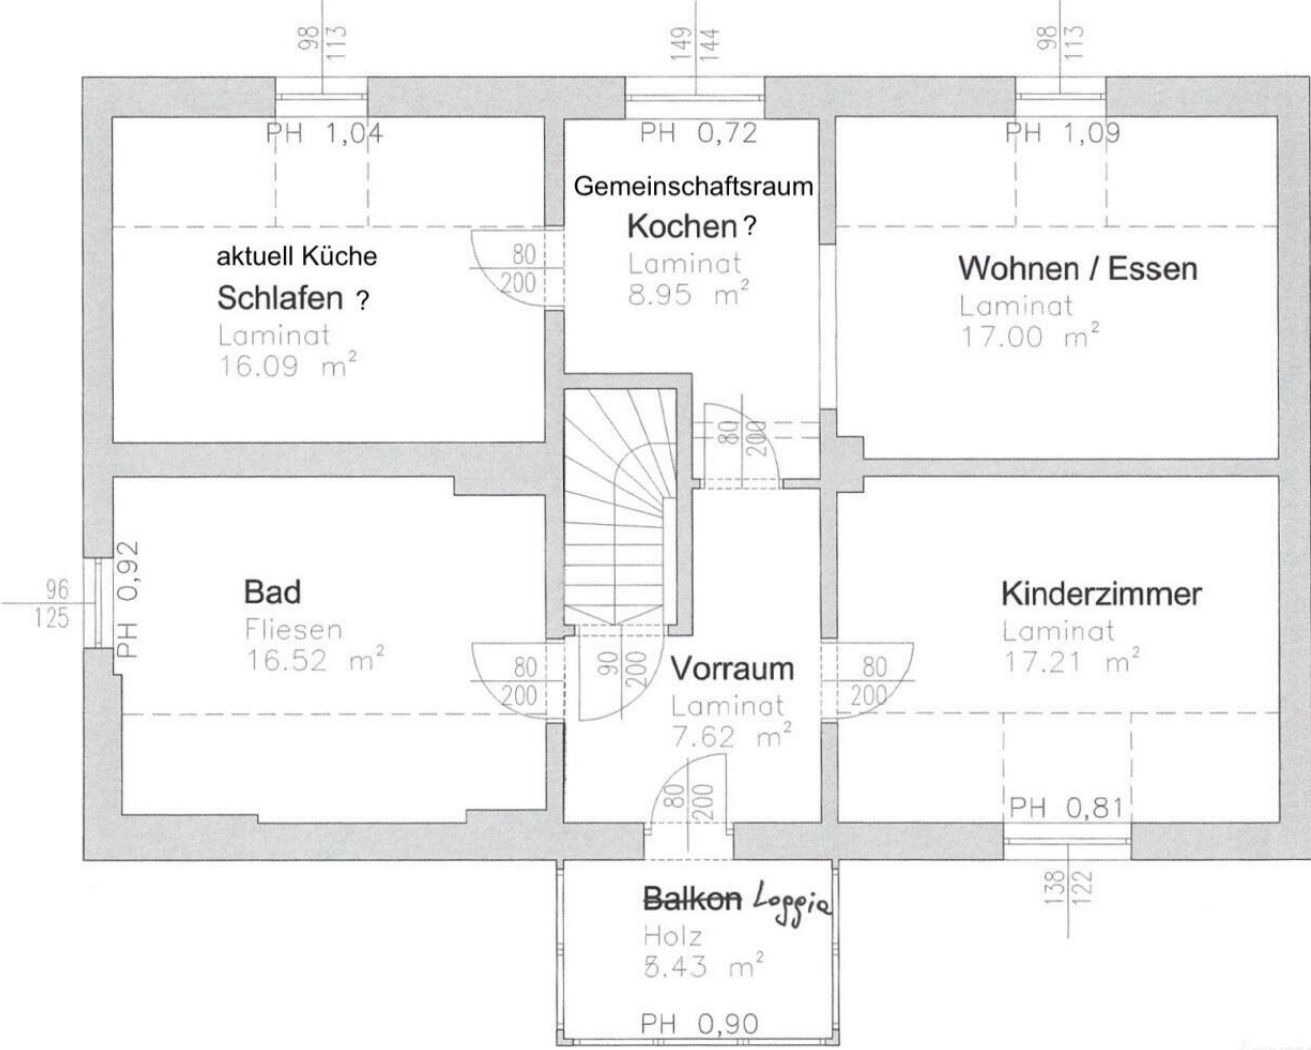 98
113
149
144
98
113
PH 1,04
PH 0,72
PH 1,09
Gemeinschaftsraum
Kochen ?
Laminat
8.95 m²
aktuell Küche
Schlafen ?
Laminat
16.09 m²
80
200
Wohnen / Essen
Laminat
17.00 m²
80
200
96
125
PH 0,92
Bad
Fliesen
16.52 m²
80
200
90
200
Vorraum
Laminat
7.62 m²
80
200
Kinderzimmer
Laminat
17.21 m²
80
200
PH 0,81
138
122
Balkon Loggia
Holz
8.43 m²
PH 0,90